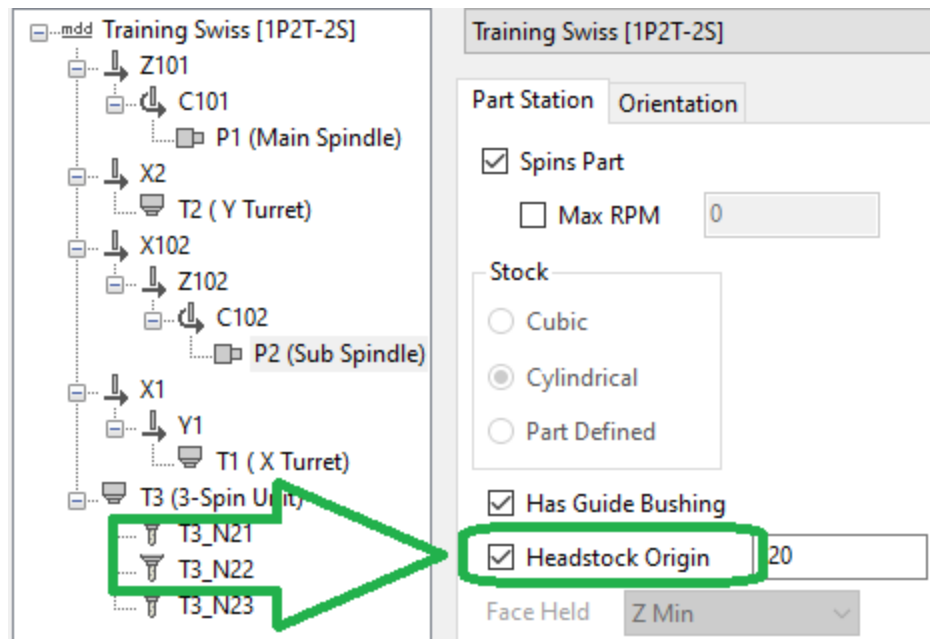 mdd Training Swiss [1P2T-2S]
Z101
C101
P1 (Main Spindle)
X2
T2 ( Y Turret)
X102
Z102
C102
P2 (Sub Spindle)
X1
Y1
T1 ( X Turret)
T3 (3-Spin Unit)
T3_N21
T3_N22
T3_N23
Training Swiss [1P2T-2S]
Part Station Orientation
Spins Part
Max RPM 0
Stock
Cubic
Cylindrical
Part Defined
Has Guide Bushing
Headstock Origin 20
Face Held Z Min